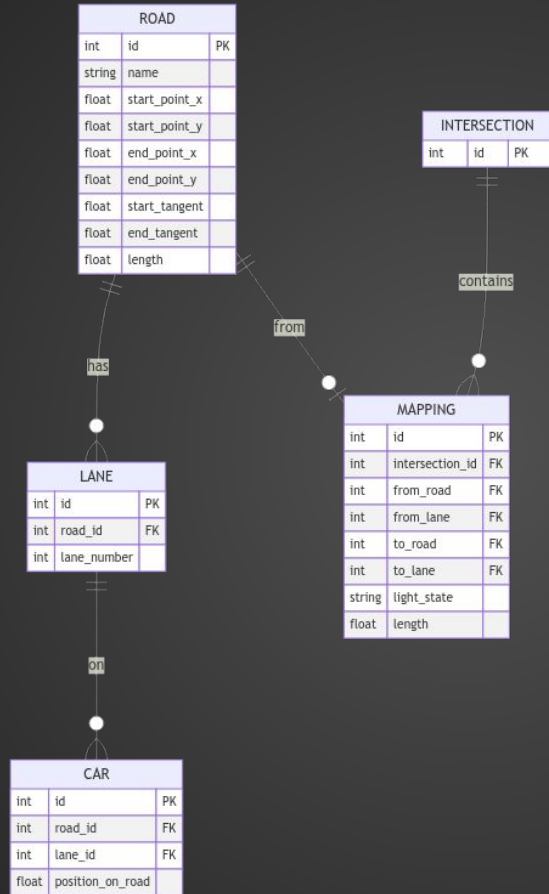 ROAD
int id PK
string name
float start_point_x
float start_point_y
float end_point_x
float end_point_y
float start_tangent
float end_tangent
float length
INTERSECTION
int id PK
has
from
contains
LANE
int id PK
int road_id FK
int lane_number
MAPPING
int id PK
int intersection_id FK
int from_road FK
int from_lane FK
int to_road FK
int to_lane FK
string light_state
float length
on
CAR
int id PK
int road_id FK
int lane_id FK
float position_on_road